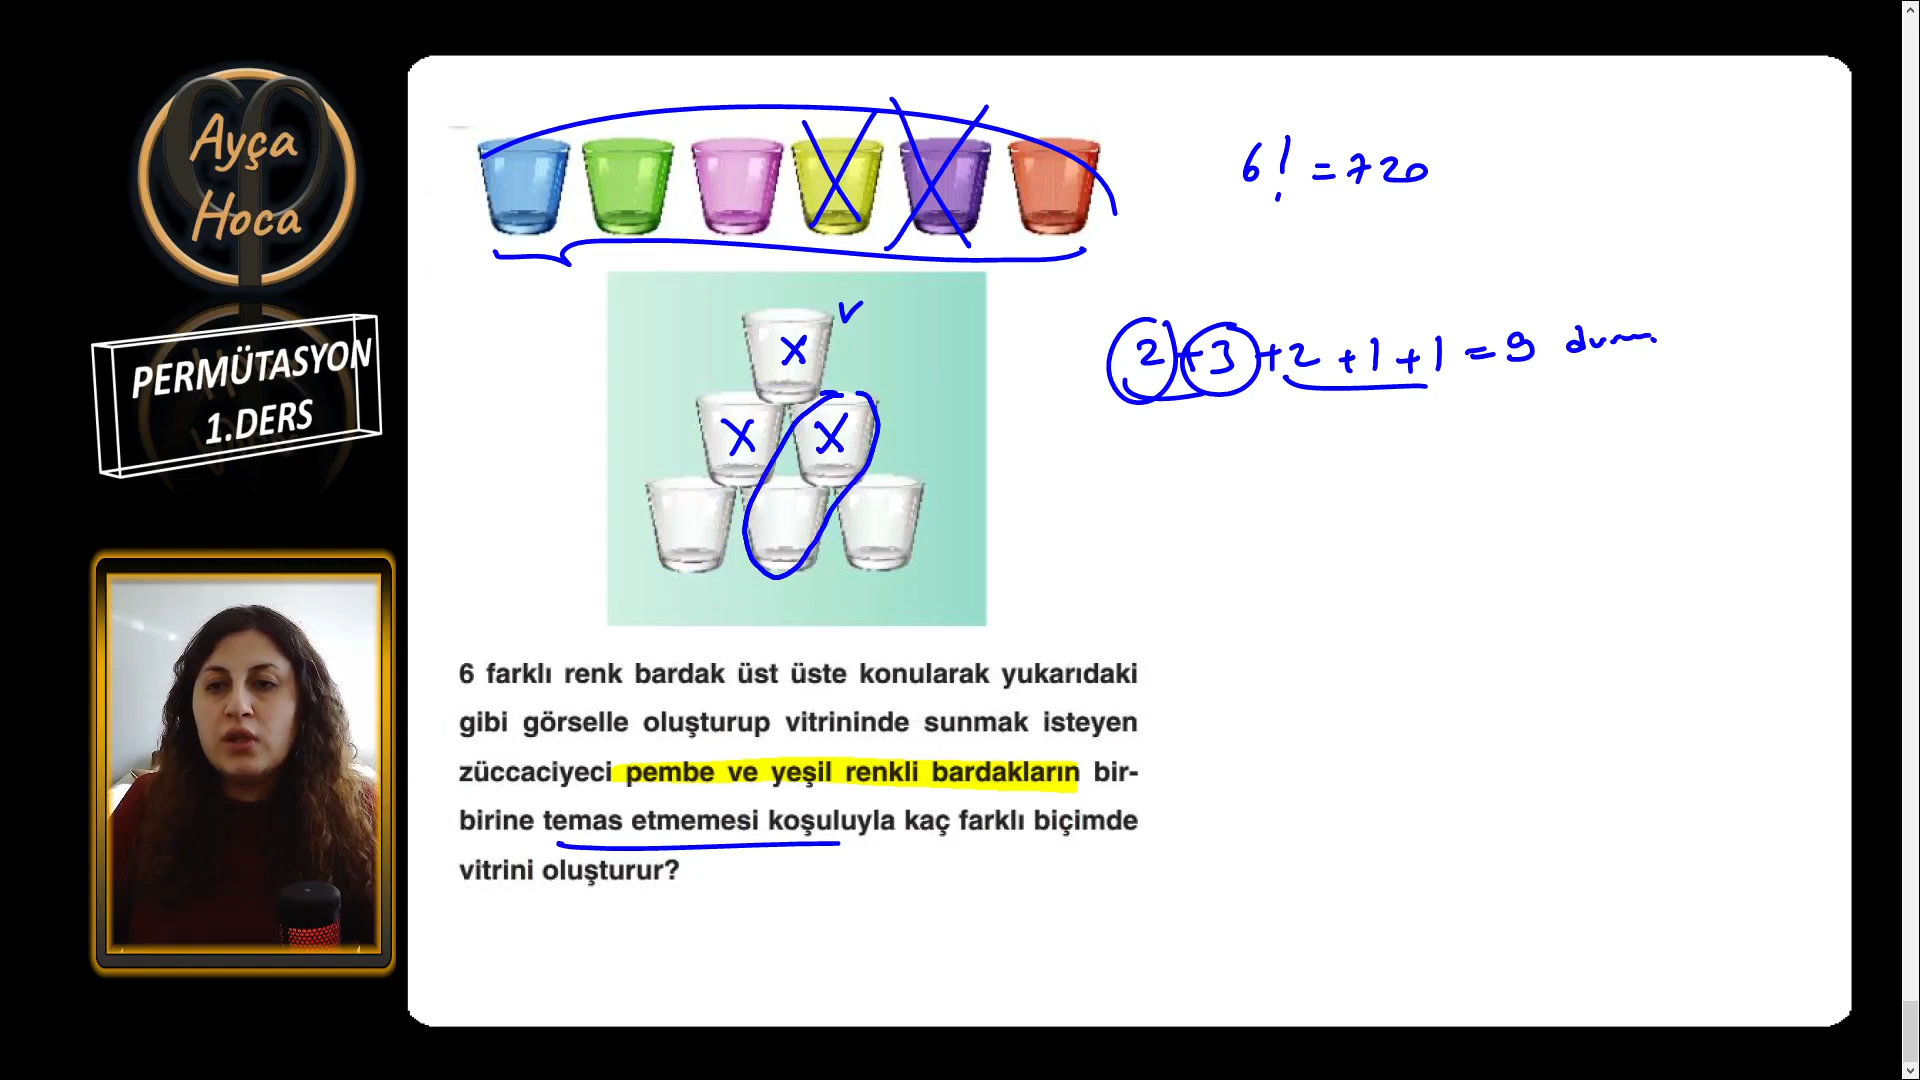 Ayça
Hoca
PERMÜTASYON
1.DERS
6! = 720
x
v
X
X
2 + 3 + 2 + 1 + 1 = 9 durum
6 farklı renk bardak üst üste konularak yukarıdaki
gibi görselle oluşturup vitrininde sunmak isteyen
züccaciyeci pembe ve yeşil renkli bardakların bir-
birine temas etmemesi koşuluyla kaç farklı biçimde
vitrini oluşturur?